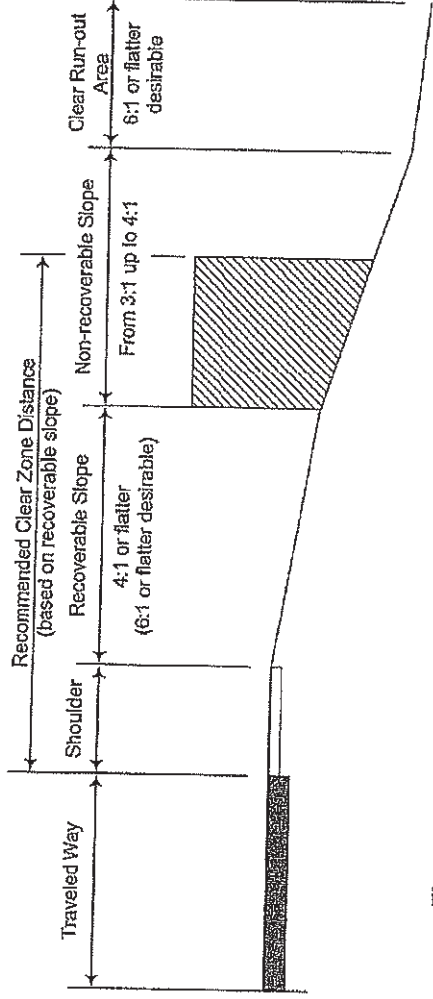 Recommended Clear Zone Distance
(based on recoverable slope)
Traveled Way
Shoulder
Recoverable Slope
4:1 or flatter
(6:1 or flatter desirable)
Non-recoverable Slope
From 3:1 up to 4:1
Clear Run-out
Area
6:1 or flatter
desirable